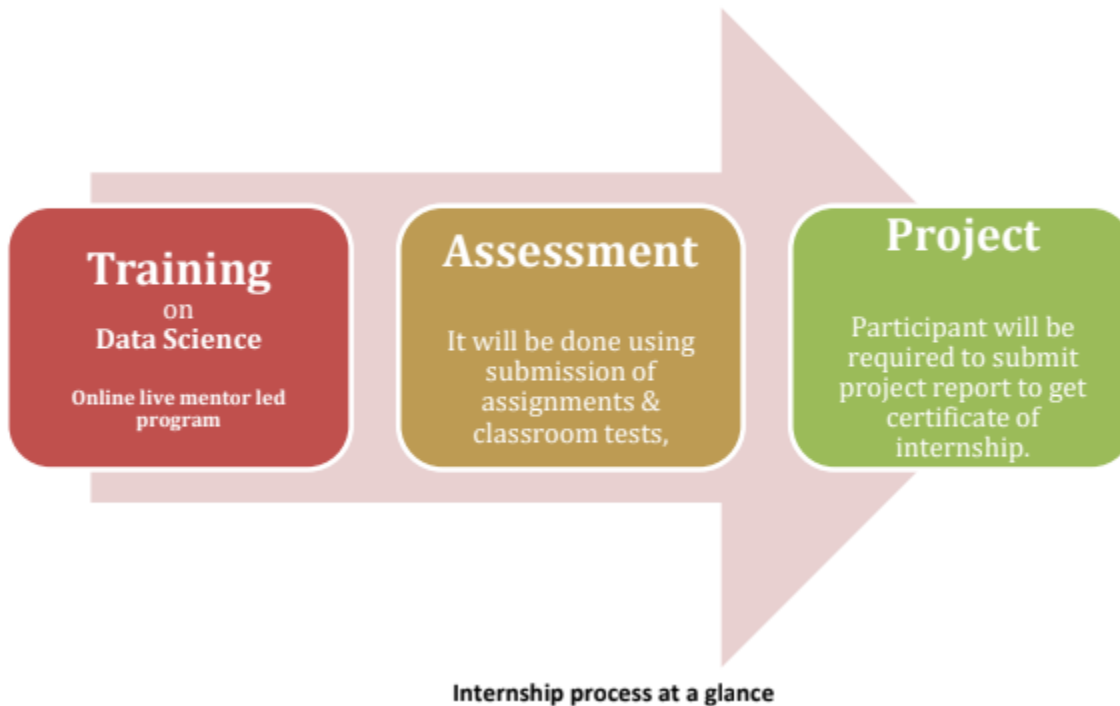 Training
on
Data Science
Online live mentor led
program
Assessment
It will be done using
submission of
assignments &
classroom tests,
Project
Participant will be
required to submit
project report to get
certificate of
internship.
Internship process at a glance